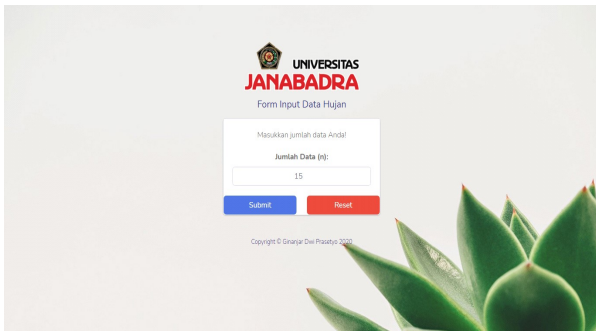 UNIVERSITAS
JANABADRA
Form Input Data Hujan
Masukkan jumlah data Anda!
Jumlah Data (n):
15
Submit
Reset
Copyright © Ginanjar Dwi Prasetyo 2020